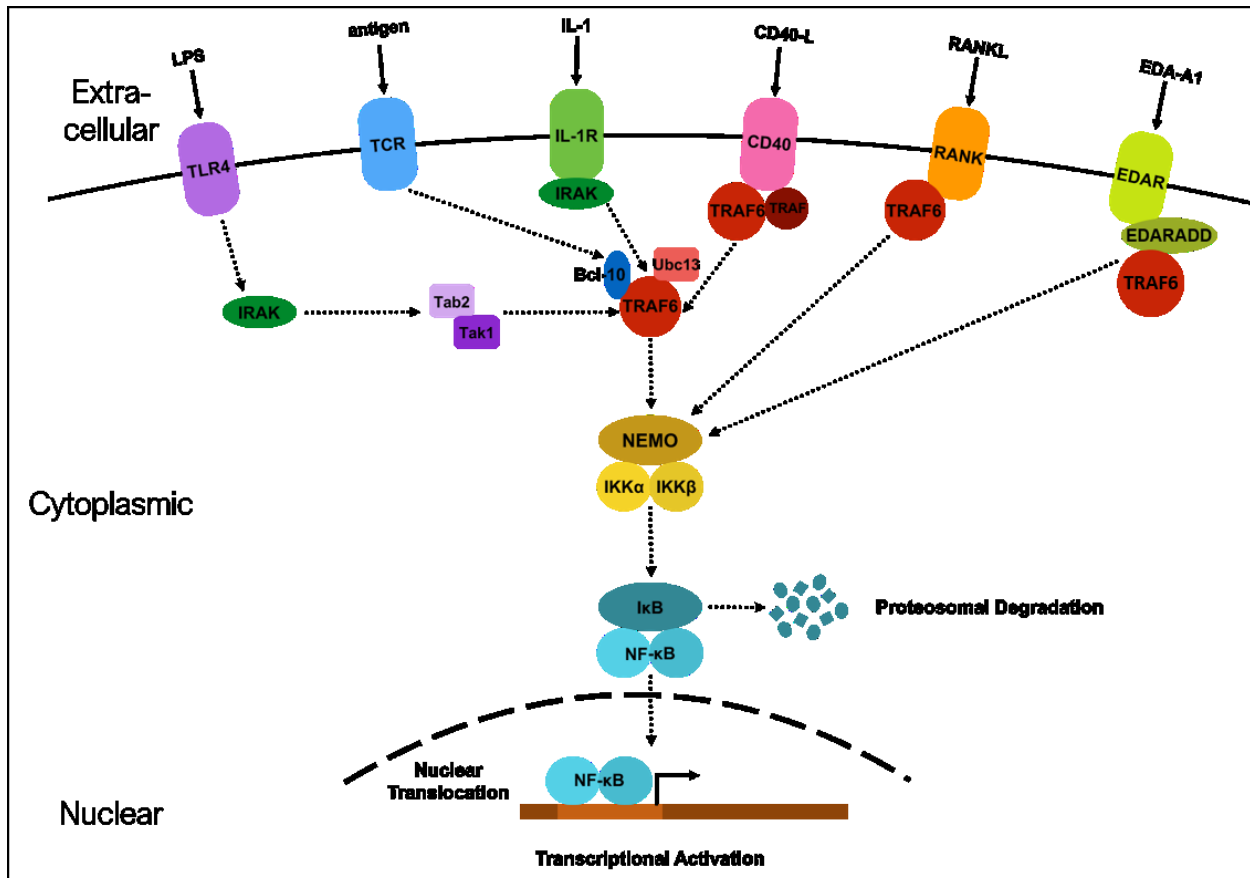 LPS
antigen
IL-1
CD40-L
RANKL
EDA-A1
Extra-
cellular
TLR4
TCR
IL-1R
CD40
RANK
EDAR
IRAK
TRAF6
TRAF
TRAF6
EDARADD
TRAF6
Bcl-10
Ubc13
TRAF6
IRAK
Tab2
Tak1
NEMO
IKKα
IKKβ
Cytoplasmic
IκB
Proteosomal Degradation
NF-κB
Nuclear
Translocation
NF-κB
Nuclear
Transcriptional Activation